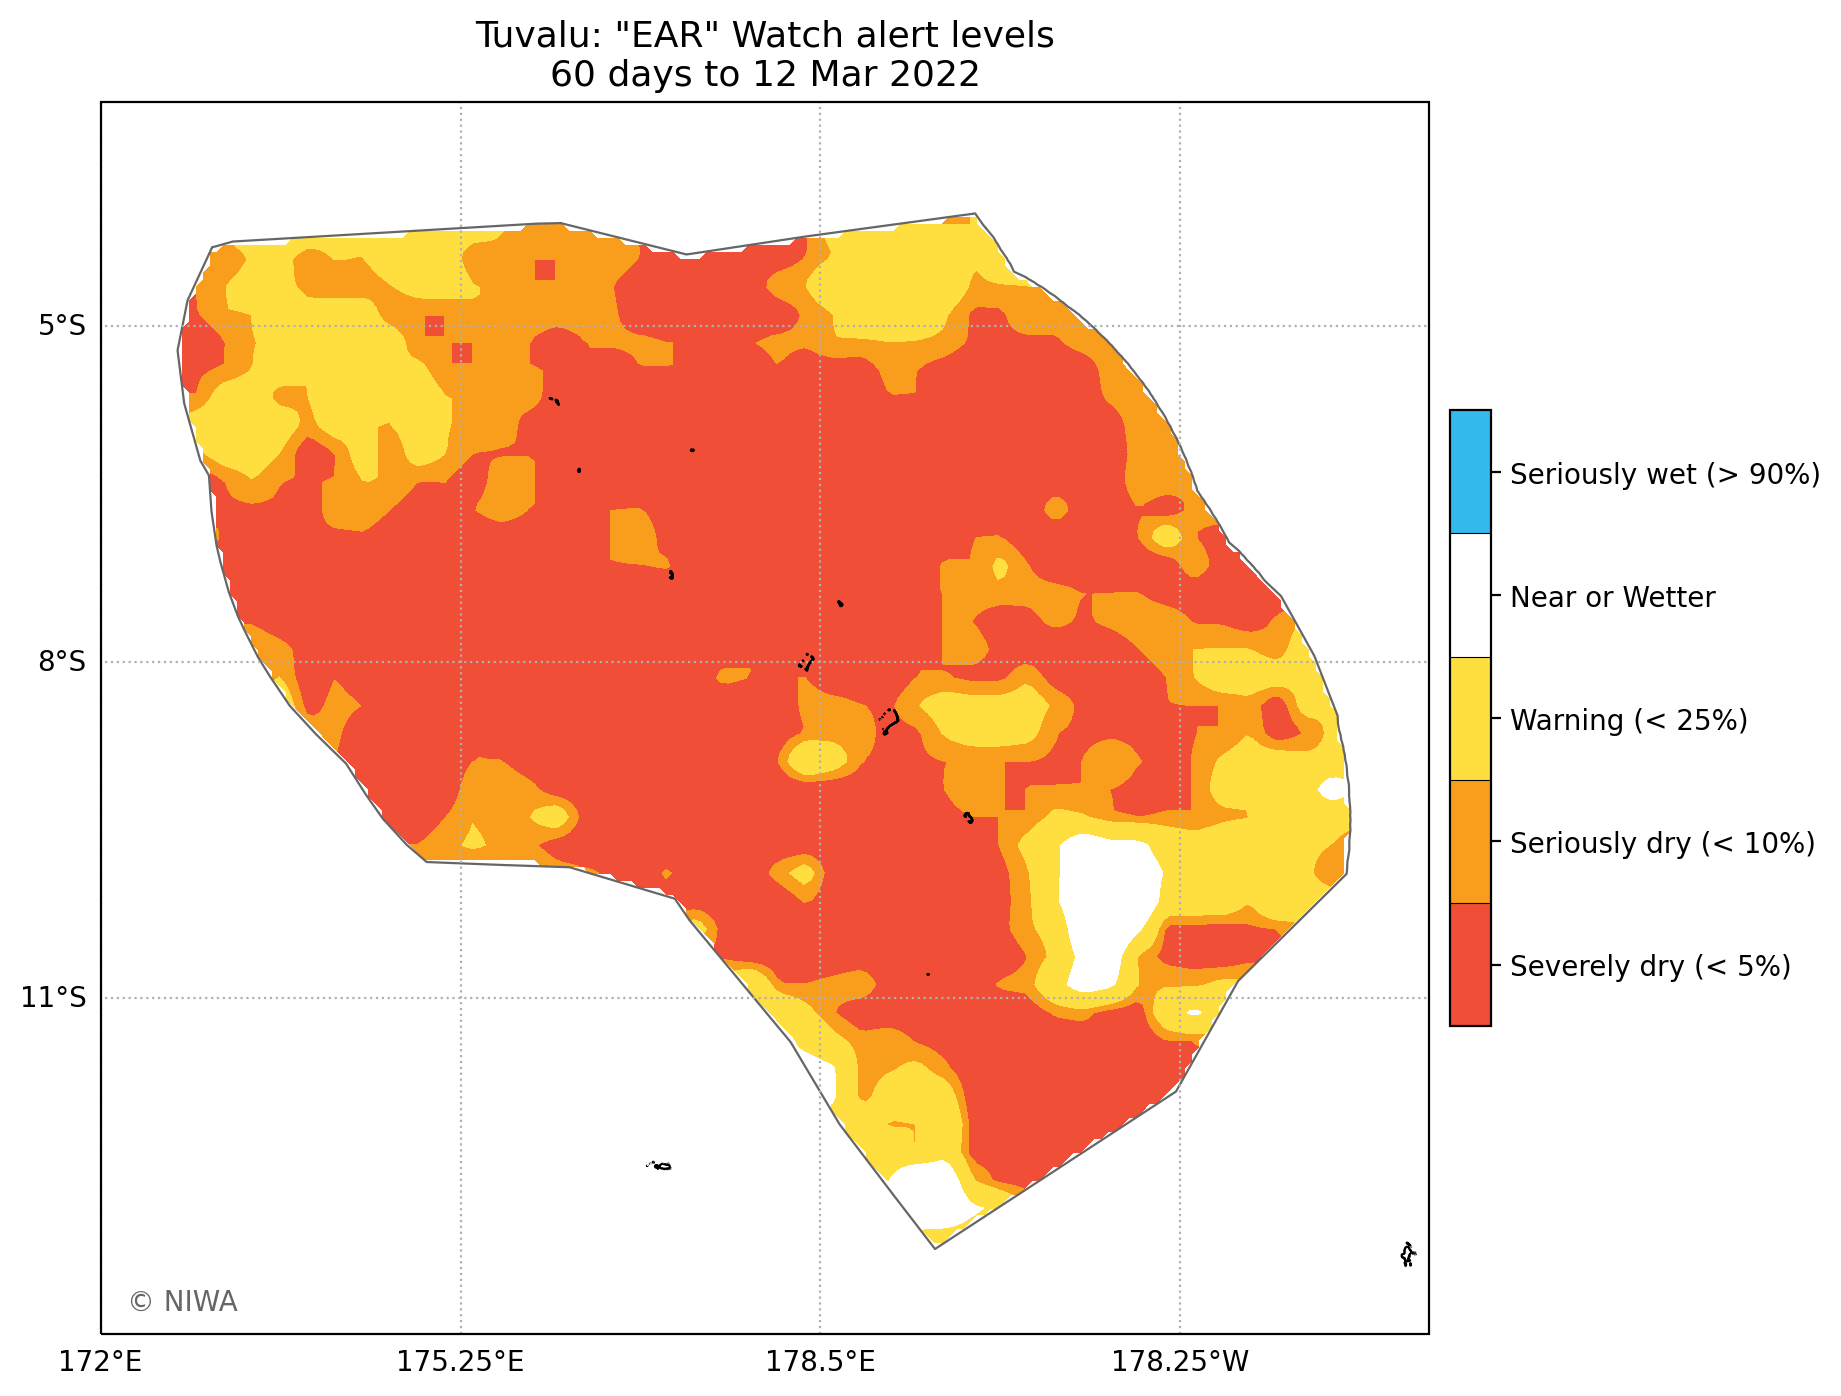 Tuvalu: "EAR" Watch alert levels
60 days to 12 Mar 2022
5°S
8°S
11°S
172°E
175.25°E
178.5°E
178.25°W
Seriously wet (> 90%)
Near or Wetter
Warning (< 25%)
Seriously dry (< 10%)
Severely dry (< 5%)
© NIWA